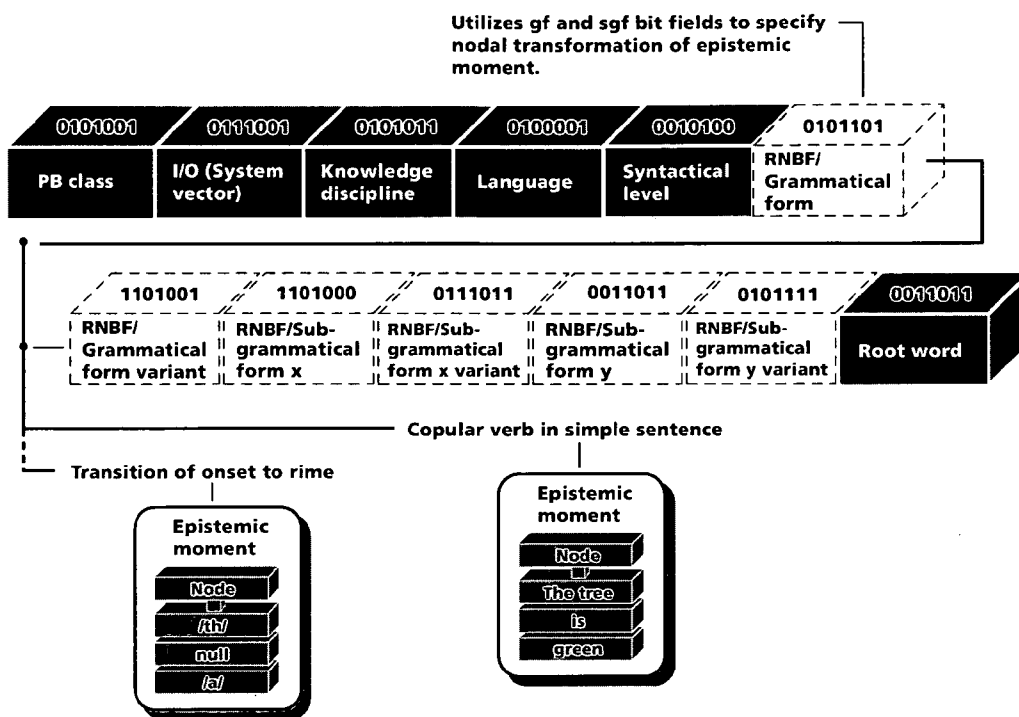 Utilizes gf and sgf bit fields to specify
nodal transformation of epistemic
moment.
0101001 0111001 0101011 0100001 0010100 0101101
PB class
I/O (System
vector)
Knowledge
discipline
Language
Syntactical
level
RNBF/
Grammatical
form
1101001 1101000 0111011 0011011 0101111 0011011
RNBF/
Grammatical
form variant
RNBF/Sub-
grammatical
form x
RNBF/Sub-
grammatical
form x variant
RNBF/Sub-
grammatical
form y
RNBF/Sub-
grammatical
form y variant
Root word
Copular verb in simple sentence
Transition of onset to rime
Epistemic
moment
Node
/th/
null
/a/
Epistemic
moment
Node
The tree
is
green